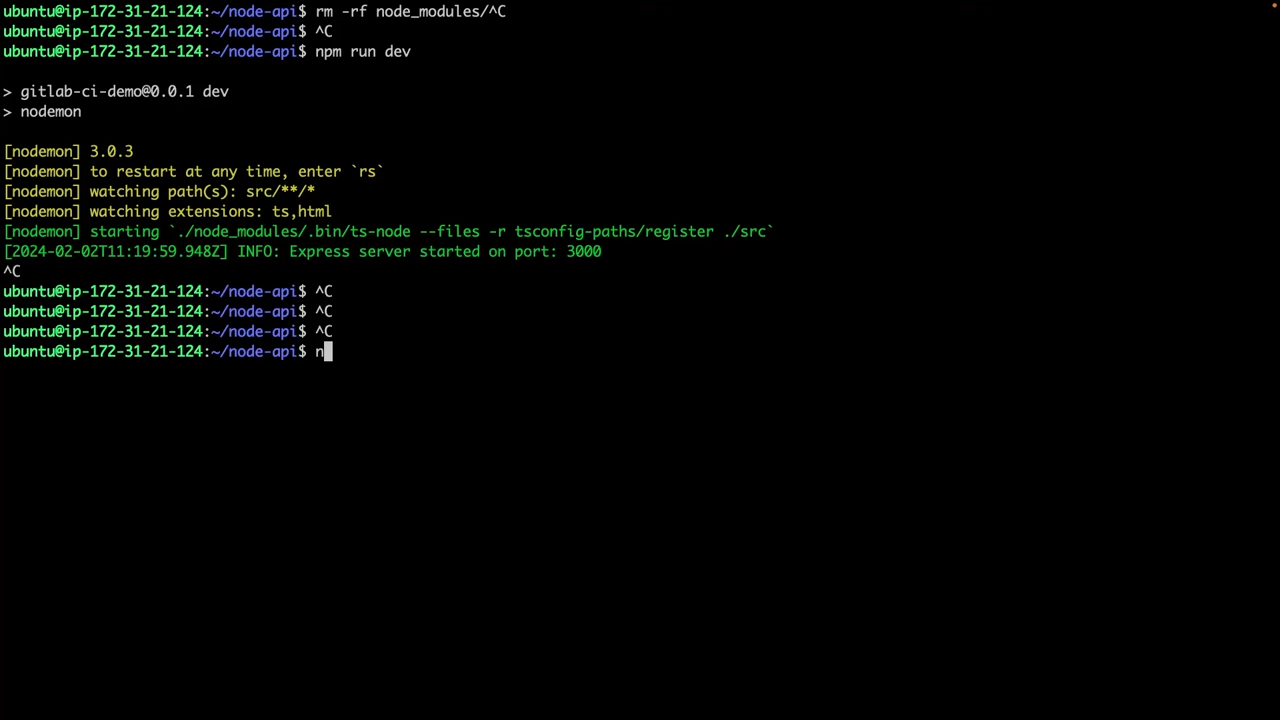 ubuntu@ip-172-31-21-124:~/node-api$ rm -rf node_modules/^C
ubuntu@ip-172-31-21-124:~/node-api$ ^C
ubuntu@ip-172-31-21-124:~/node-api$ npm run dev
> gitlab-ci-demo@0.0.1 dev
> nodemon
[nodemon] 3.0.3
[nodemon] to restart at any time, enter `rs`
[nodemon] watching path(s): src/**/*
[nodemon] watching extensions: ts,html
[nodemon] starting `./node_modules/.bin/ts-node --files -r tsconfig-paths/register ./src`
[2024-02-02T11:19:59.948Z] INFO: Express server started on port: 3000
^C
ubuntu@ip-172-31-21-124:~/node-api$ ^C
ubuntu@ip-172-31-21-124:~/node-api$ ^C
ubuntu@ip-172-31-21-124:~/node-api$ ^C
ubuntu@ip-172-31-21-124:~/node-api$ n